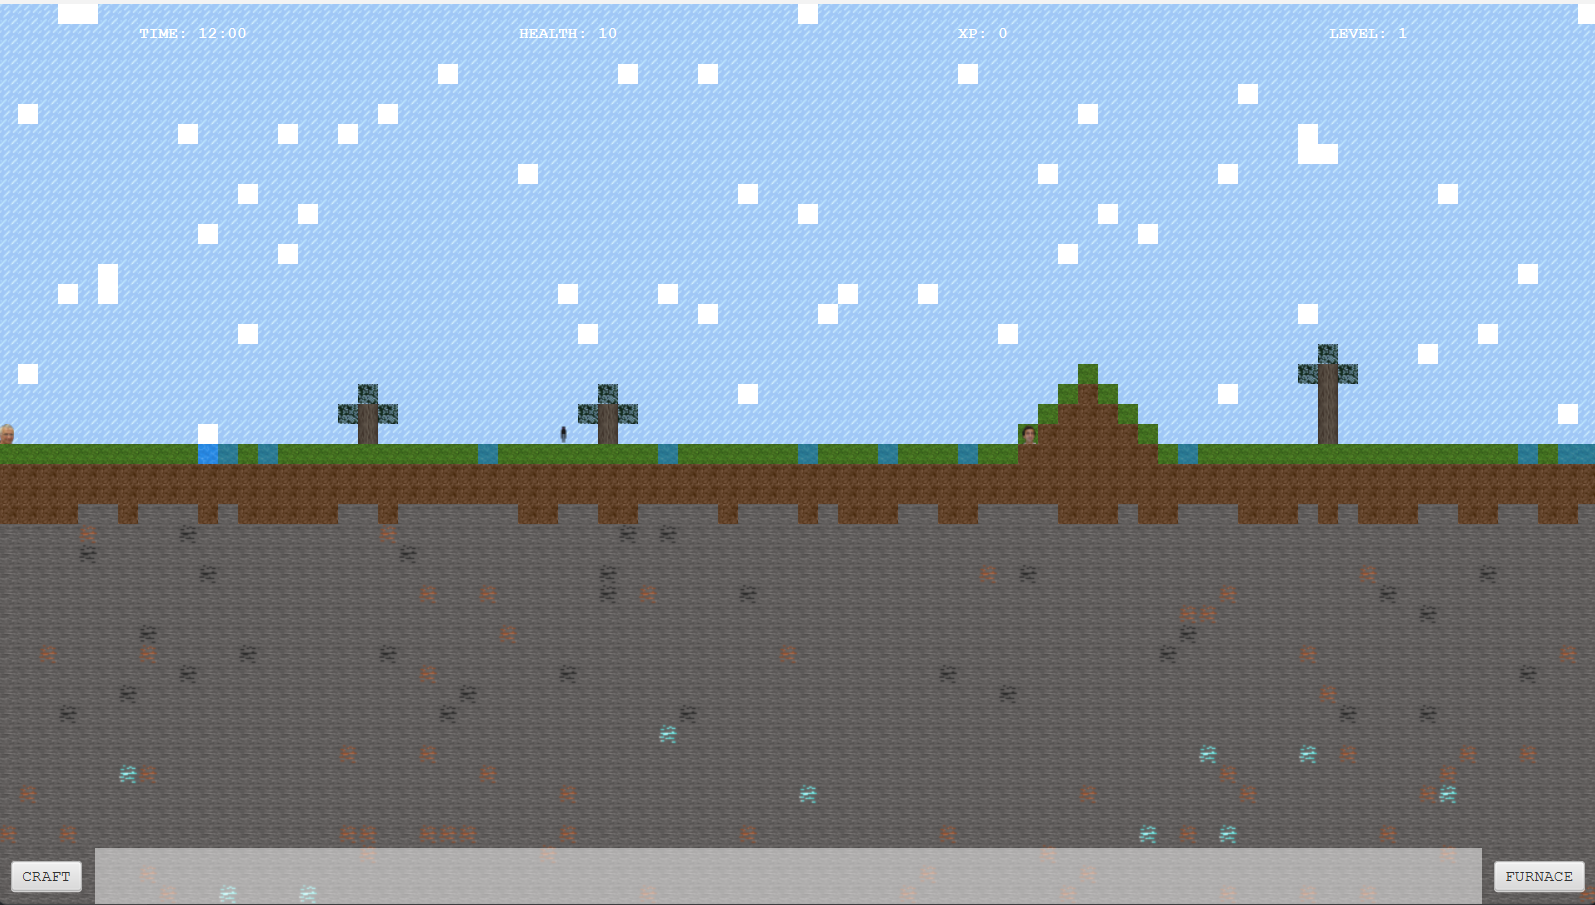 TIME: 12:00
HEALTH: 10
XP: 0
LEVEL: 1
CRAFT
FURNACE